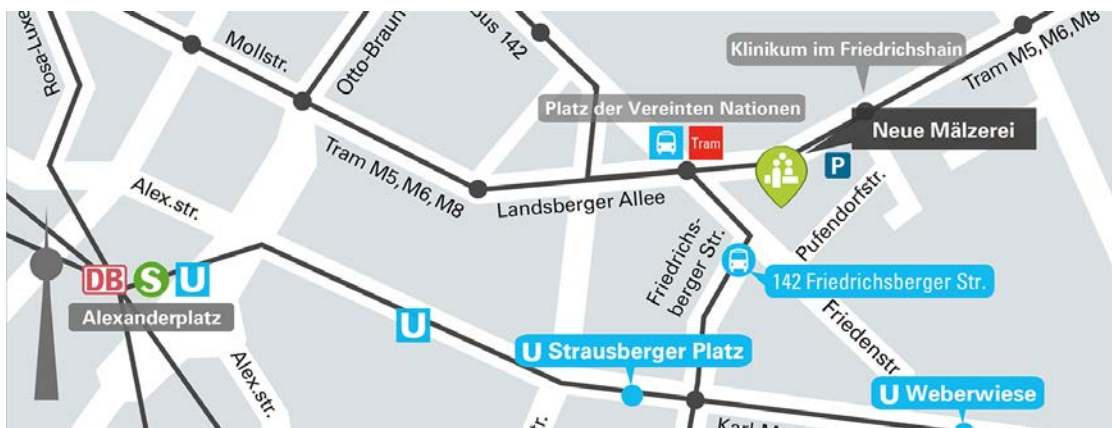 Rosa-Luxe
Mollstr.
Otto-Braun
Bus 142
Klinikum im Friedrichshain
Tram M5, M6, M8
Platz der Vereinten Nationen
Tram
Neue Mälzerei
P
Tram M5, M6, M8
Landsberger Allee
Alex.str.
Friedrichs-
berger Str.
Pufendorfstr.
142 Friedrichsberger Str.
DB S U
Alexanderplatz
U
Friedenstr
U Strausberger Platz
Alex.str.
U Weberwiese
str.
Karl-M